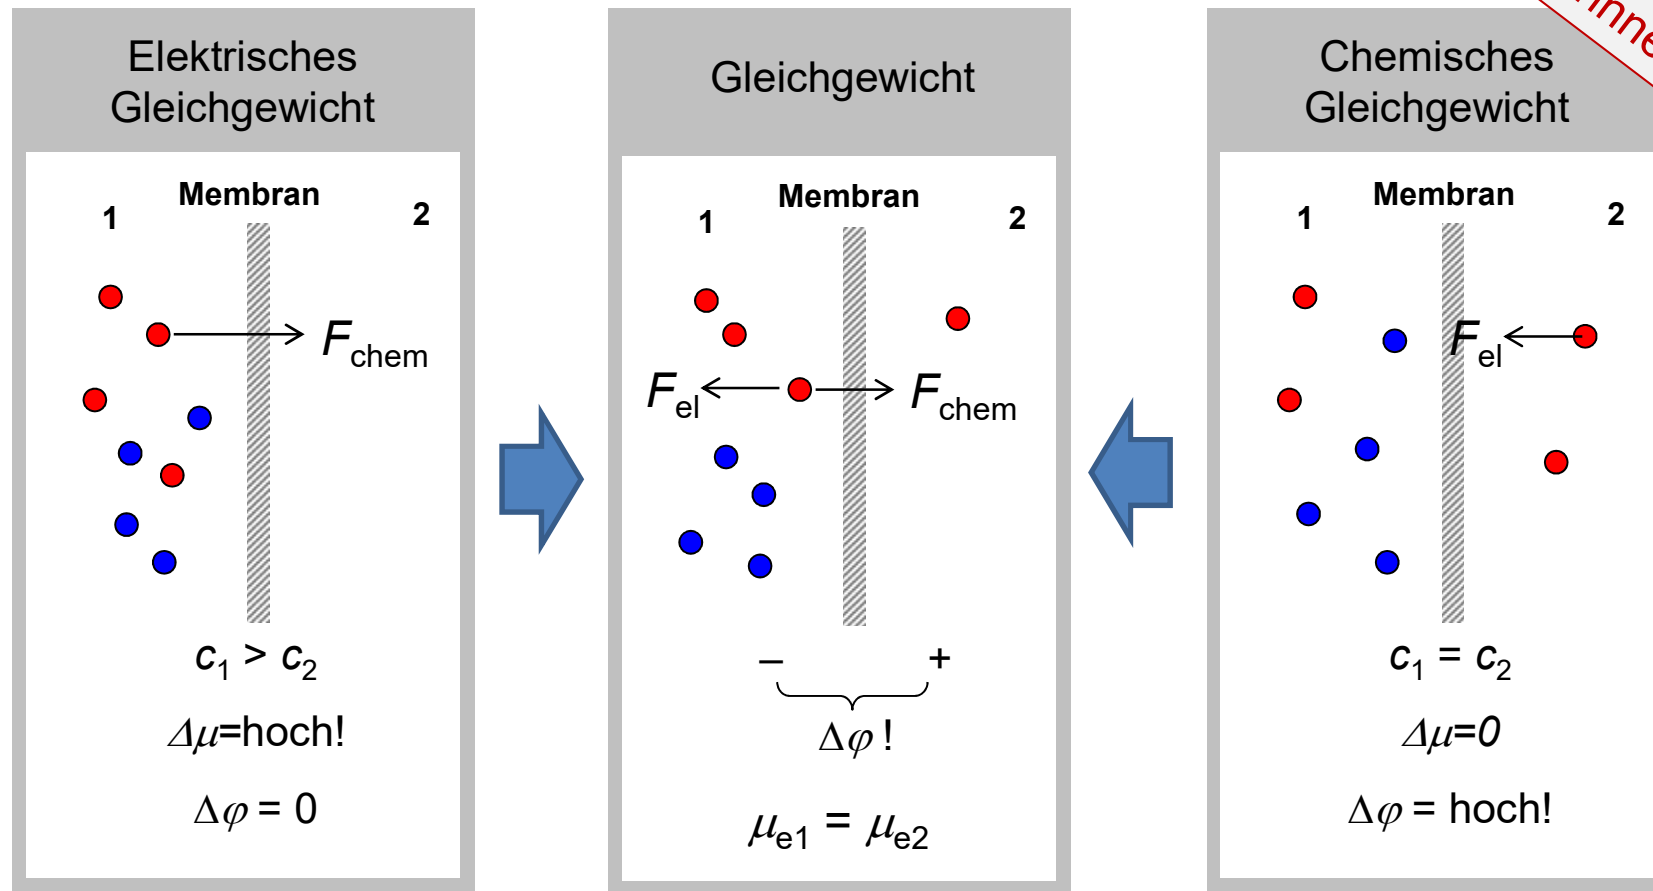 Elektrisches
Gleichgewicht
Membran
1
2
Fchem
c1 > c2
Δμ=hoch!
Δφ = 0
Gleichgewicht
Membran
1
2
Fel
Fchem
– +
Δφ !
μe1 = μe2
Chemisches
Gleichgewicht
Membran
1
2
Fel
c1 = c2
Δμ=0
Δφ = hoch!